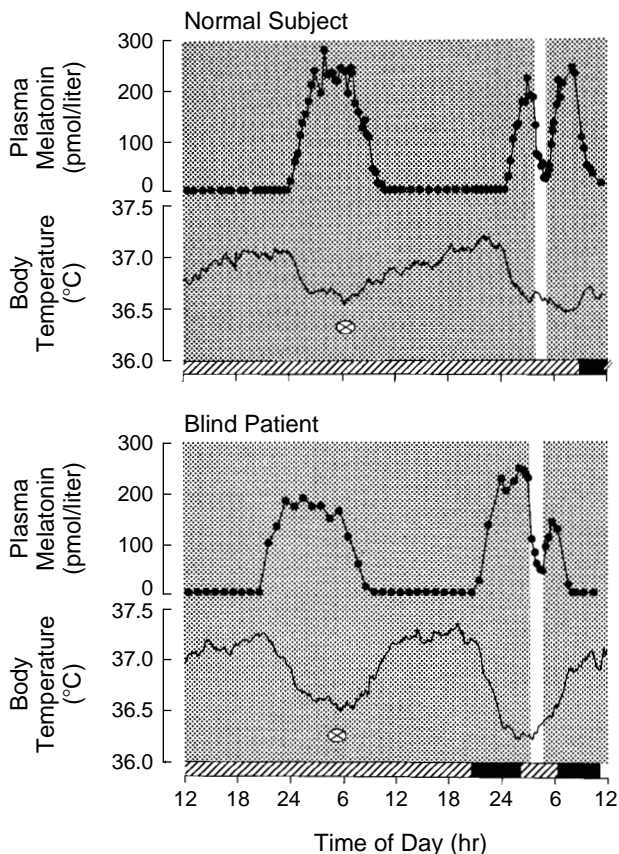 Normal Subject
Plasma
Melatonin
(pmol/liter)
300
200
100
0
Body
Temperature
(°C)
37.5
37.0
36.5
36.0
Blind Patient
Plasma
Melatonin
(pmol/liter)
300
200
100
0
Body
Temperature
(°C)
37.5
37.0
36.5
36.0
12 18 24 6 12 18 24 6 12
Time of Day (hr)